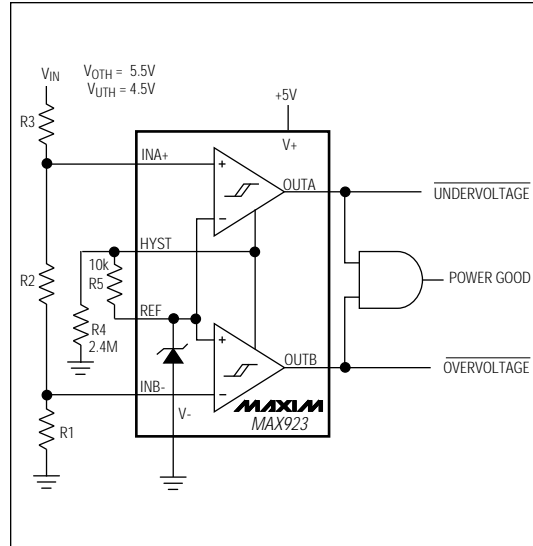 VIN
VOTH = 5.5V
VUTH = 4.5V
+5V
R3
V+
INA+
+
OUTA
UNDERVOLTAGE
−
HYST
10k
R5
POWER GOOD
R2
REF
R4
2.4M
+
OUTB
OVERVOLTAGE
INB-
−
V-
MAXIM
MAX923
R1